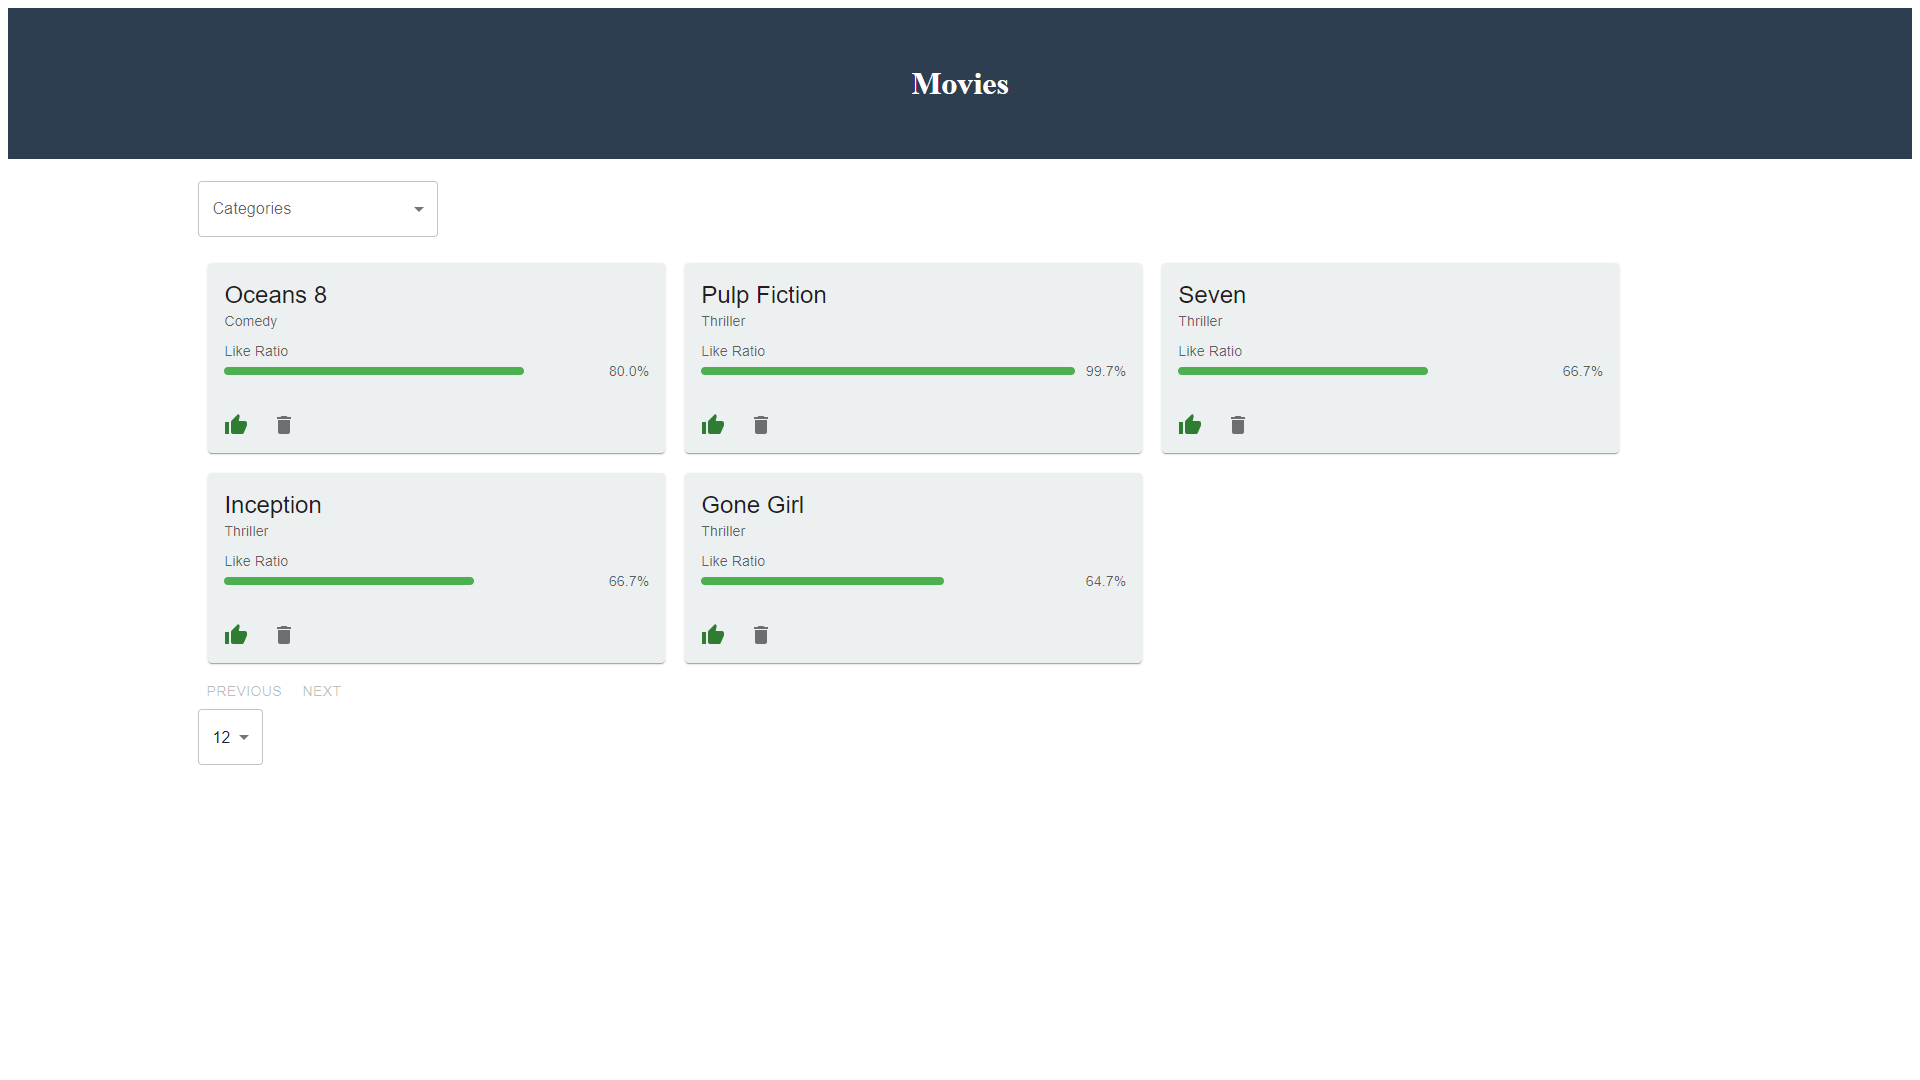 Movies
Categories
Oceans 8
Comedy
Like Ratio
80.0%
Pulp Fiction
Thriller
Like Ratio
99.7%
Seven
Thriller
Like Ratio
66.7%
Inception
Thriller
Like Ratio
66.7%
Gone Girl
Thriller
Like Ratio
64.7%
PREVIOUS NEXT
12